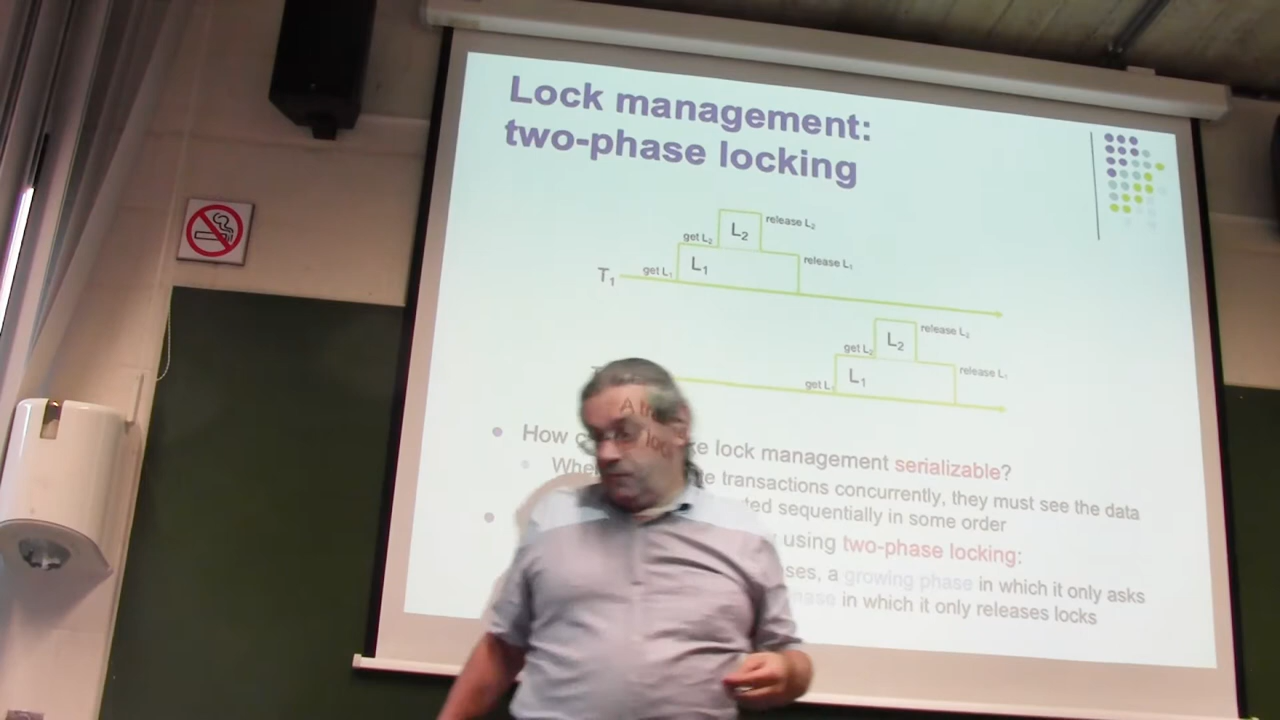 Lock management:
two-phase locking
release L₂
get L₂
L₂
release L₁
get L₁
L₁
T₁
release L₂
L₂
get L₂
release L₁
L₁
get L₁
How ke lock management serializable?
Whe transactions concurrently, they must see the data
ted sequentially in some order
using two-phase locking:
ses, a growing phase in which it only asks
phase in which it only releases locks